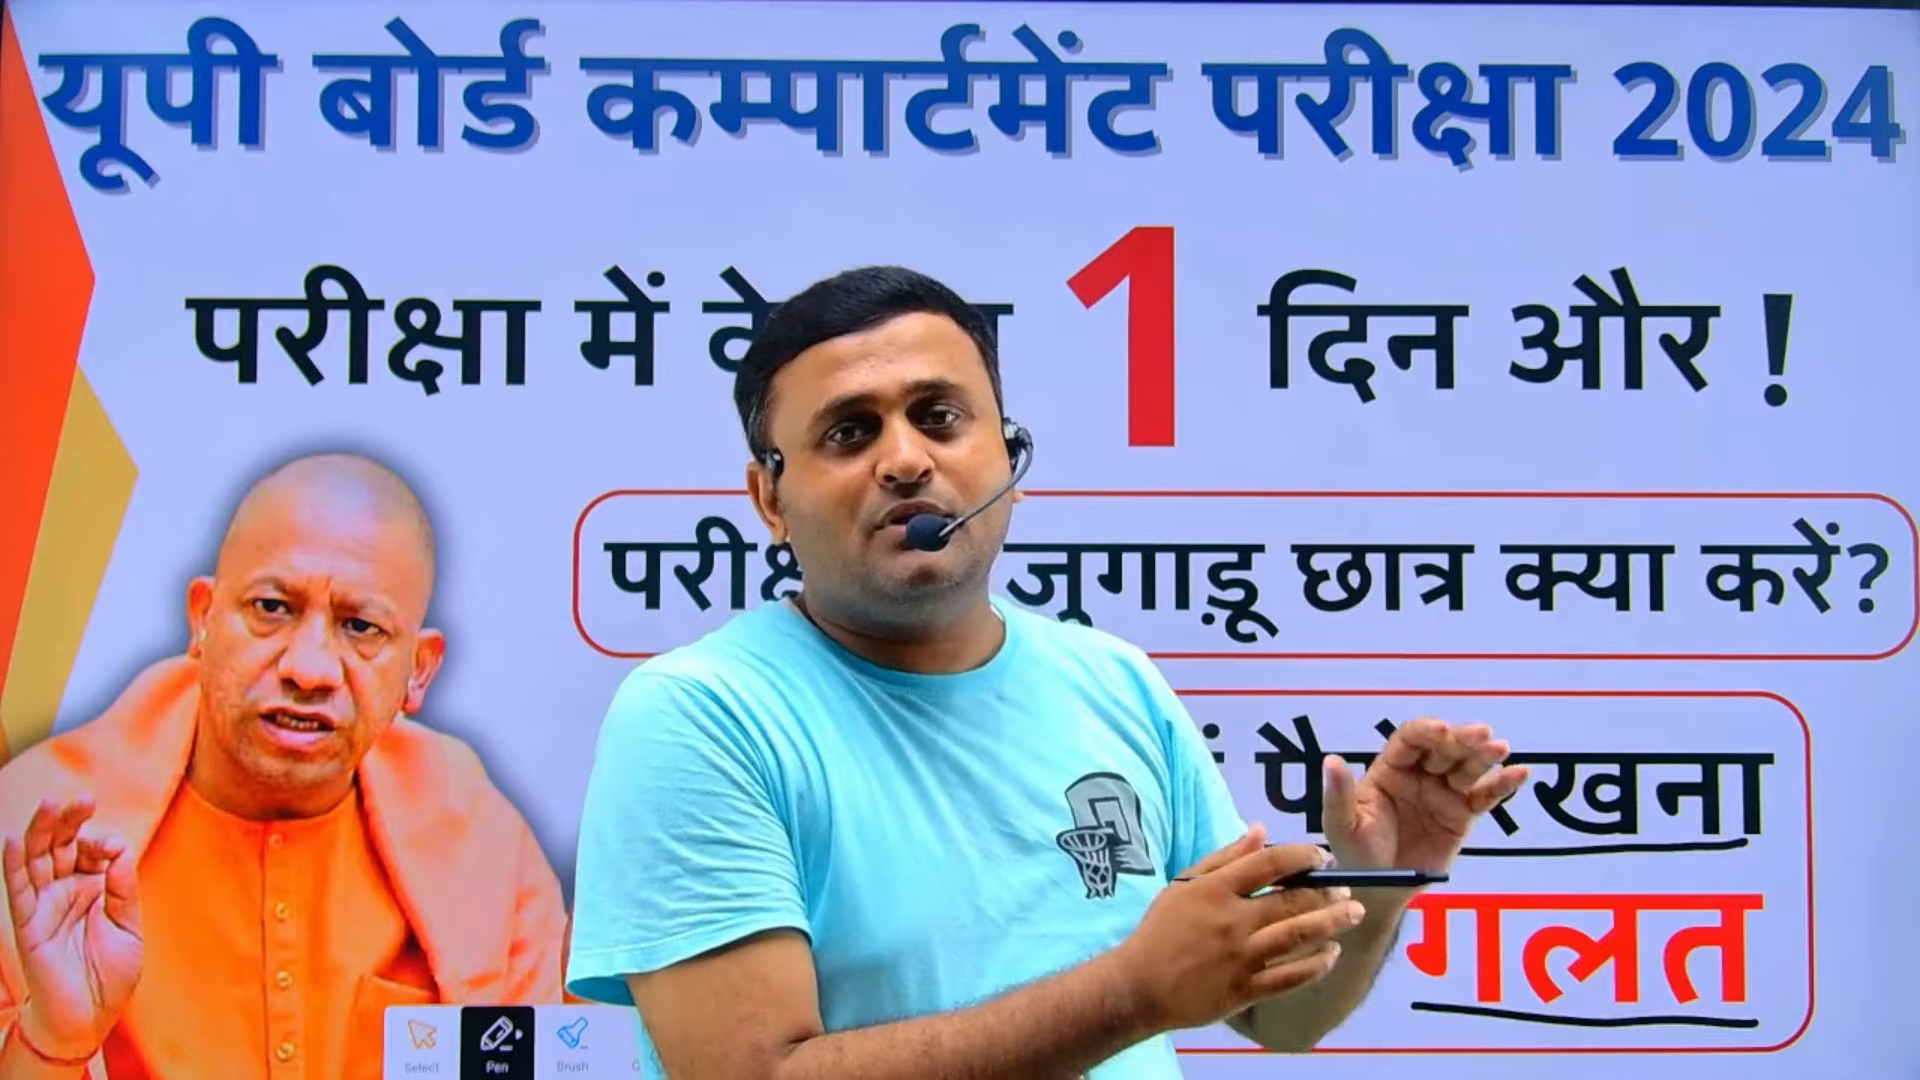 यूपी बोर्ड कम्पार्टमेंट परीक्षा 2024
परीक्षा में 1 दिन और !
जुगाड़ू छात्र क्या करें?
रखना
गलत
Select Pen Brush